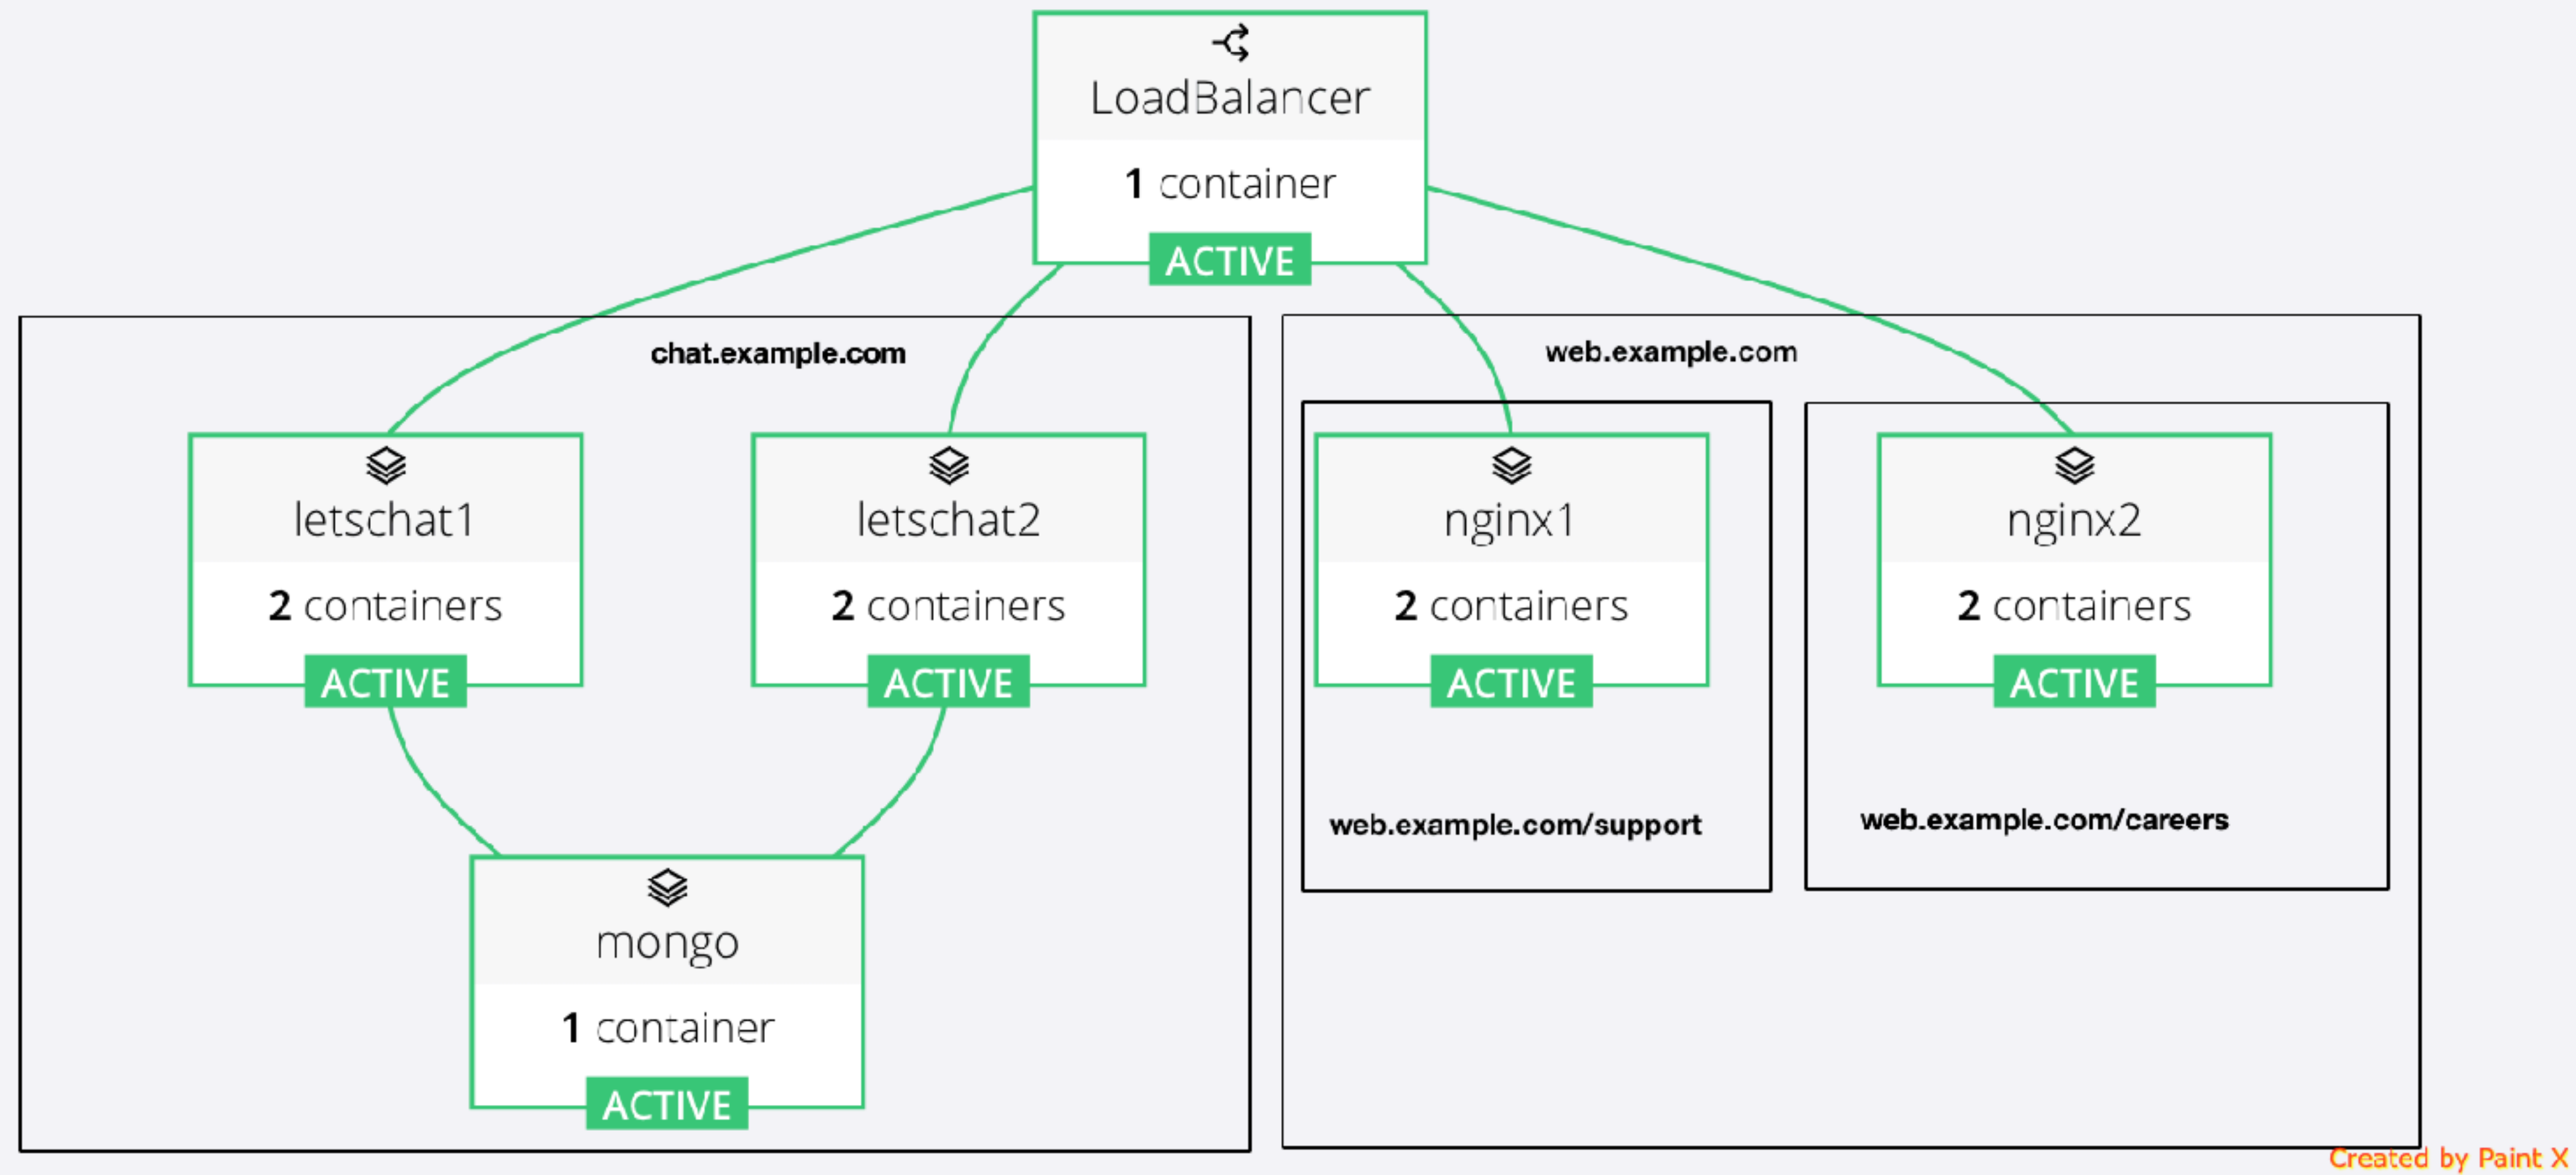 LoadBalancer
1 container
ACTIVE
chat.example.com
web.example.com
letschat1
2 containers
ACTIVE
letschat2
2 containers
ACTIVE
nginx1
2 containers
ACTIVE
nginx2
2 containers
ACTIVE
web.example.com/support
web.example.com/careers
mongo
1 container
ACTIVE
Created by Paint X